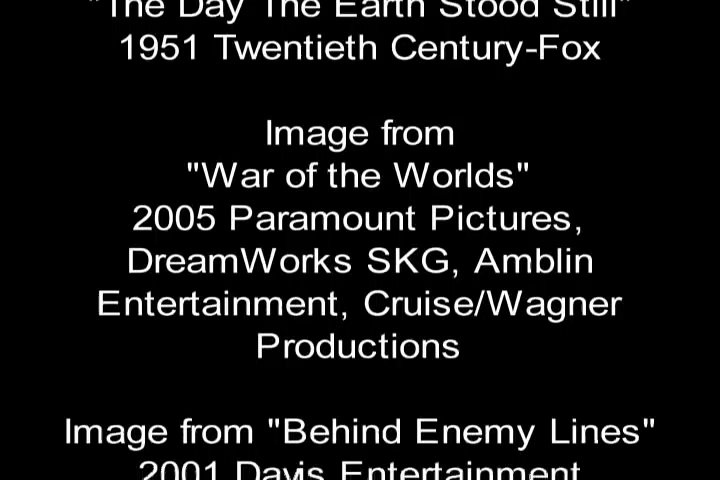 "The Day The Earth Stood Still"
1951 Twentieth Century-Fox
Image from
"War of the Worlds"
2005 Paramount Pictures,
DreamWorks SKG, Amblin
Entertainment, Cruise/Wagner
Productions
Image from "Behind Enemy Lines"
2001 Davis Entertainment